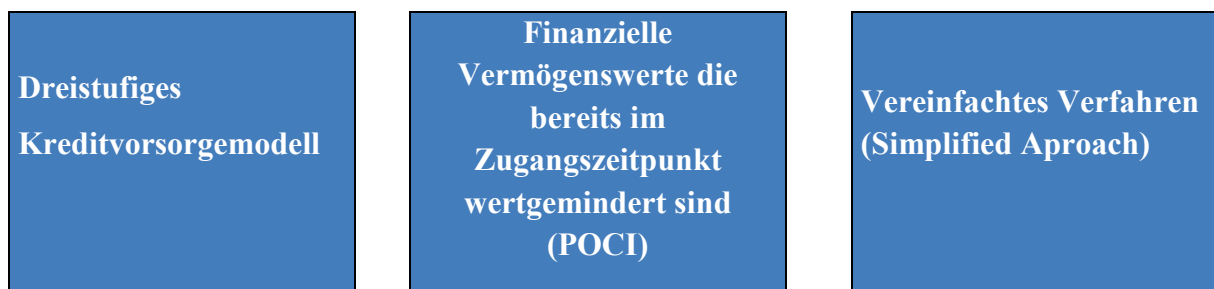 Dreistufiges
Kreditvorsorgemodell
Finanzielle
Vermögenswerte die
bereits im
Zugangszeitpunkt
wertgemindert sind
(POCI)
Vereinfachtes Verfahren
(Simplified Aproach)